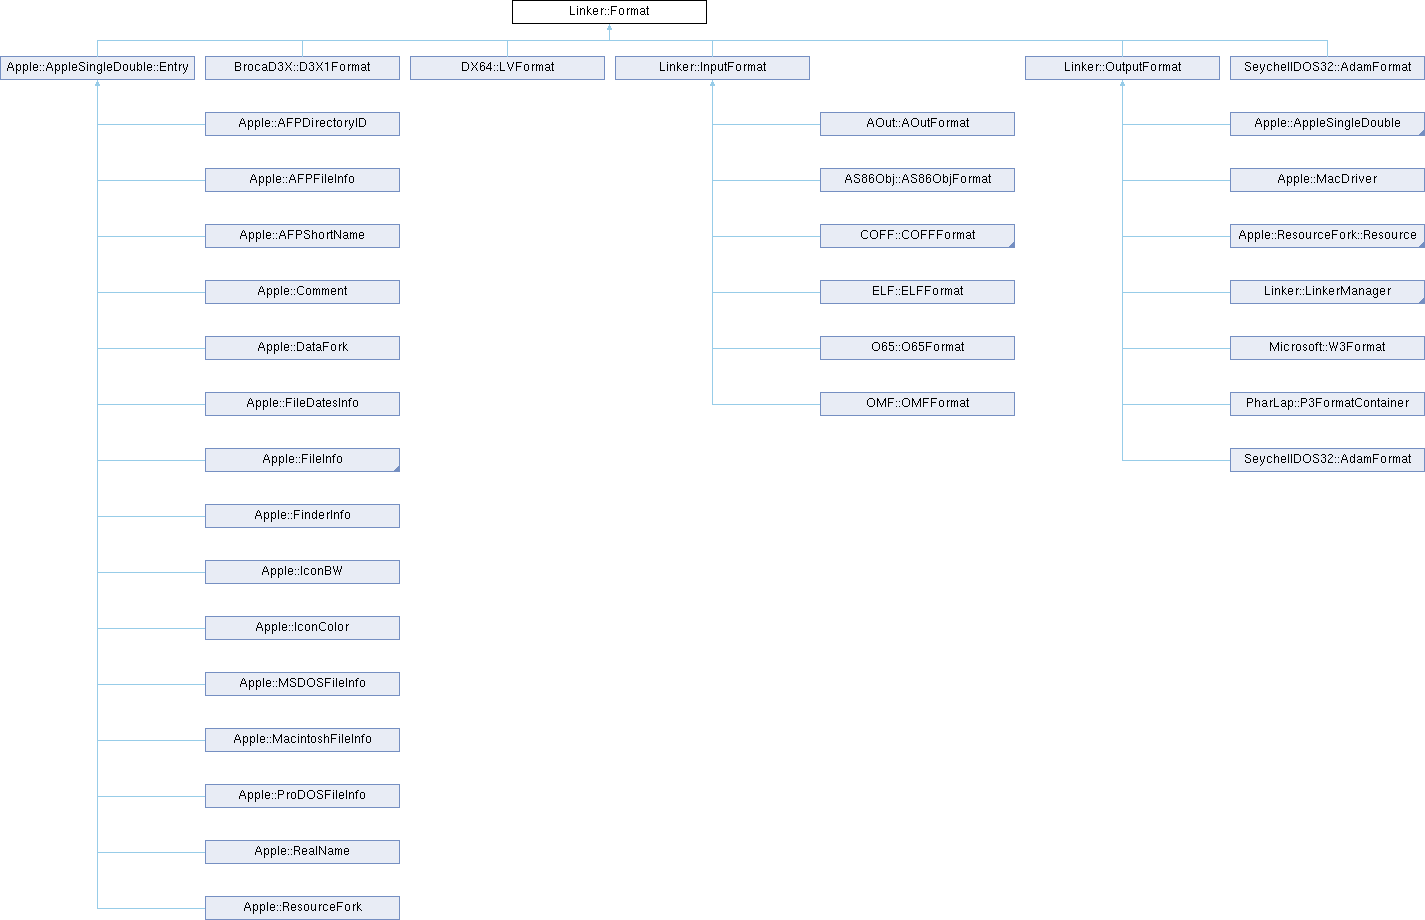 Linker::Format
Apple::AppleSingleDouble::Entry
BrocaD3X::D3X1Format
DX64::LVFormat
Linker::InputFormat
Linker::OutputFormat
SeychellDOS32::AdamFormat
Apple::AFPDirectoryID
AOut::AOutFormat
Apple::AppleSingleDouble
Apple::AFPFileInfo
AS86Obj::AS86ObjFormat
Apple::MacDriver
Apple::AFPShortName
COFF::COFFFormat
Apple::ResourceFork::Resource
Apple::Comment
ELF::ELFFormat
Linker::LinkerManager
Apple::DataFork
O65::O65Format
Microsoft::W3Format
Apple::FileDatesInfo
OMF::OMFFormat
PharLap::P3FormatContainer
Apple::FileInfo
SeychellDOS32::AdamFormat
Apple::FinderInfo
Apple::IconBW
Apple::IconColor
Apple::MSDOSFileInfo
Apple::MacintoshFileInfo
Apple::ProDOSFileInfo
Apple::RealName
Apple::ResourceFork